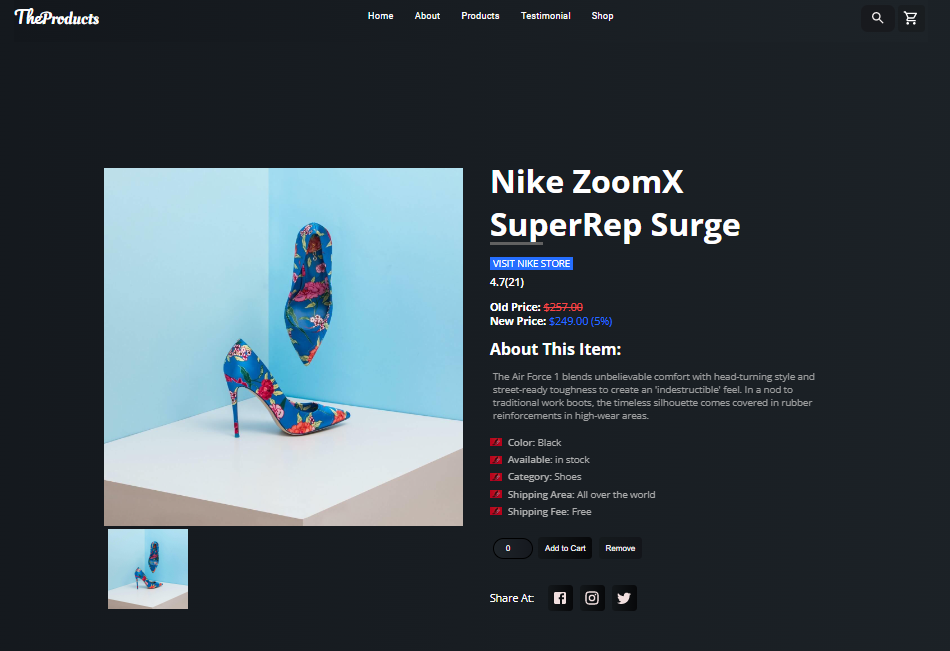 TheProducts
Home About Products Testimonial Shop
Nike ZoomX
SuperRep Surge
VISIT NIKE STORE
4.7(21)
Old Price: $257.00
New Price: $249.00 (5%)
About This Item:
The Air Force 1 blends unbelievable comfort with head-turning style and
street-ready toughness to create an 'indestructible' feel. In a nod to
traditional work boots, the timeless silhouette comes covered in rubber
reinforcements in high-wear areas.
Color: Black
Available: in stock
Category: Shoes
Shipping Area: All over the world
Shipping Fee: Free
0 Add to Cart Remove
Share At: